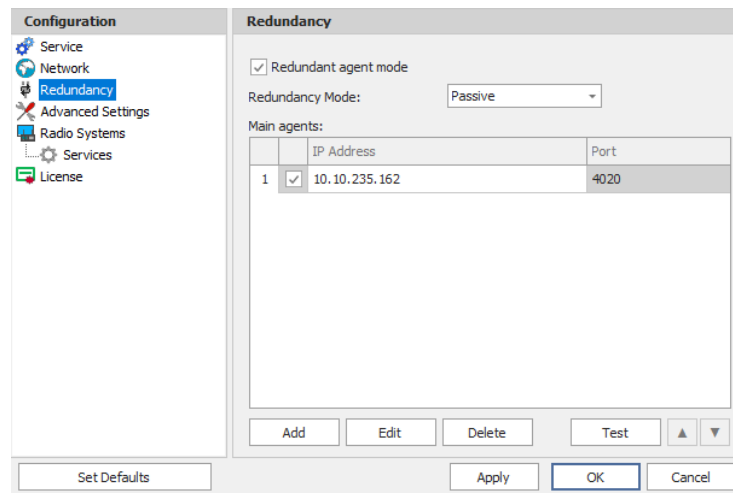 Configuration
Service
Network
Redundancy
Advanced Settings
Radio Systems
Services
License
Set Defaults
Redundancy
Redundant agent mode
Redundancy Mode: Passive
Main agents:
IP Address Port
1 10.10.235.162 4020
Add Edit Delete Test
Apply OK Cancel